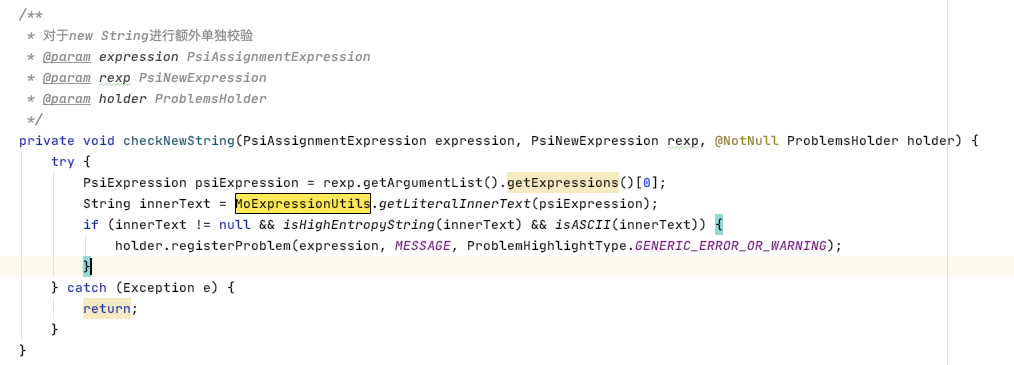 /**
 * 对于new String进行额外单独校验
 * @param expression PsiAssignmentExpression
 * @param rexp PsiNewExpression
 * @param holder ProblemsHolder
 */
private void checkNewString(PsiAssignmentExpression expression, PsiNewExpression rexp, @NotNull ProblemsHolder holder) {
    try {
        PsiExpression psiExpression = rexp.getArgumentList().getExpressions()[0];
        String innerText = MoExpressionUtils.getLiteralInnerText(psiExpression);
        if (innerText != null && isHighEntropyString(innerText) && isASCII(innerText)) {
            holder.registerProblem(expression, MESSAGE, ProblemHighlightType.GENERIC_ERROR_OR_WARNING);
        }
    } catch (Exception e) {
        return;
    }
}